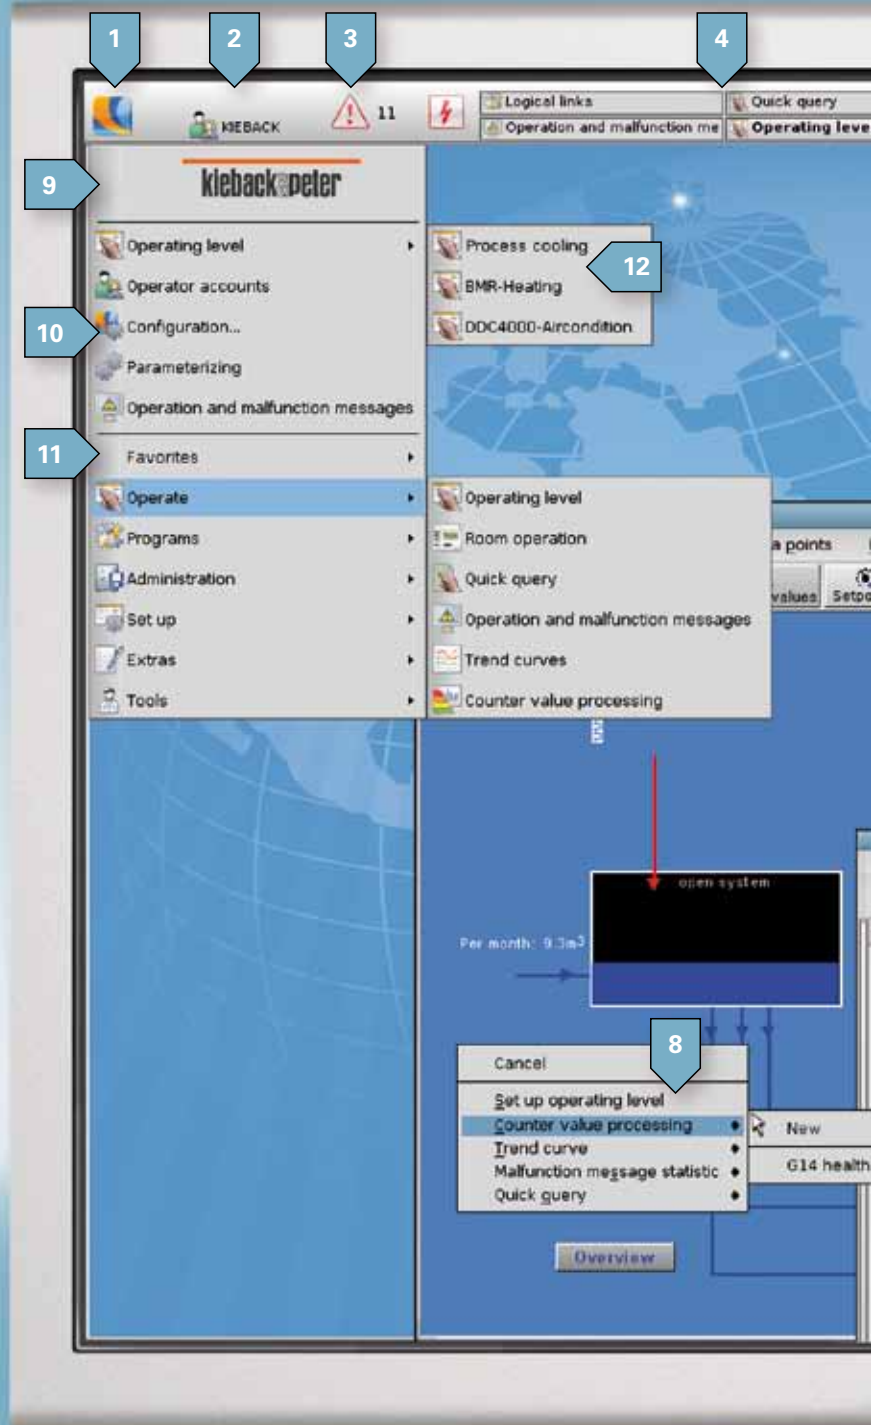 1
2
3
4
KIEBACK
11
Logical links
Quick query
Operation and malfunction me
Operating leve
9
kieback&peter
Operating level
Process cooling
12
Operator accounts
BMR-Heating
10
Configuration...
DDC4000-Aircondition
Parameterizing
Operation and malfunction messages
11
Favorites
Operate
Operating level
Programs
Room operation
a points
Administration
Quick query
values
Setpo
Set up
Operation and malfunction messages
Extras
Trend curves
Tools
Counter value processing
open system
Per month: 9.3m³
8
Cancel
Set up operating level
Counter value processing
New
Trend curve
Malfunction message statistic
G14 health
Quick query
Overview